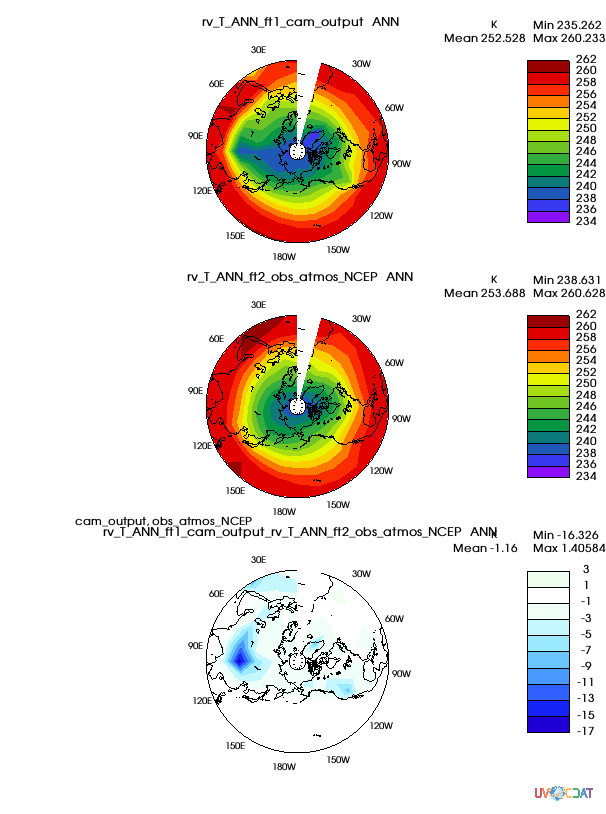 rv_T_ANN_ft1_cam_output ANN
K Min 235.262
Mean 252.528 Max 260.233
30E 30W
60E 60W
90E 90W
120E 120W
150E 150W
180W
262
260
258
256
254
252
250
248
246
244
242
240
238
236
234
rv_T_ANN_ft2_obs_atmos_NCEP ANN
K Min 238.631
Mean 253.688 Max 260.628
30E 30W
60E 60W
90E 90W
120E 120W
150E 150W
180W
262
260
258
256
254
252
250
248
246
244
242
240
238
236
234
cam_output, obs_atmos_NCEP
rv_T_ANN_ft1_cam_output_rv_T_ANN_ft2_obs_atmos_NCEP ANN
K Min -16.326
Mean -1.16 Max 1.40584
30E 30W
60E 60W
90E 90W
120E 120W
150E 150W
180W
3
1
-1
-3
-5
-7
-9
-11
-13
-15
-17
UV CDAT